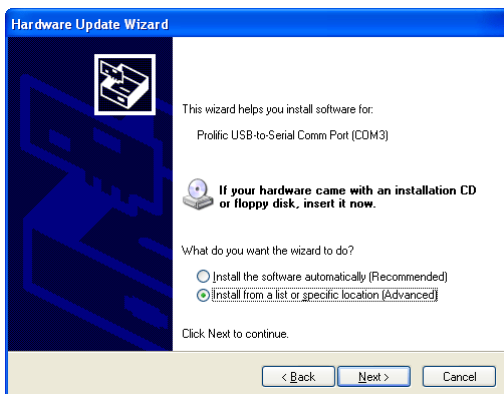 Hardware Update Wizard
This wizard helps you install software for:
Prolific USB-to-Serial Comm Port (COM3)
If your hardware came with an installation CD
or floppy disk, insert it now.
What do you want the wizard to do?
Install the software automatically (Recommended)
Install from a list or specific location (Advanced)
Click Next to continue.
< Back Next > Cancel